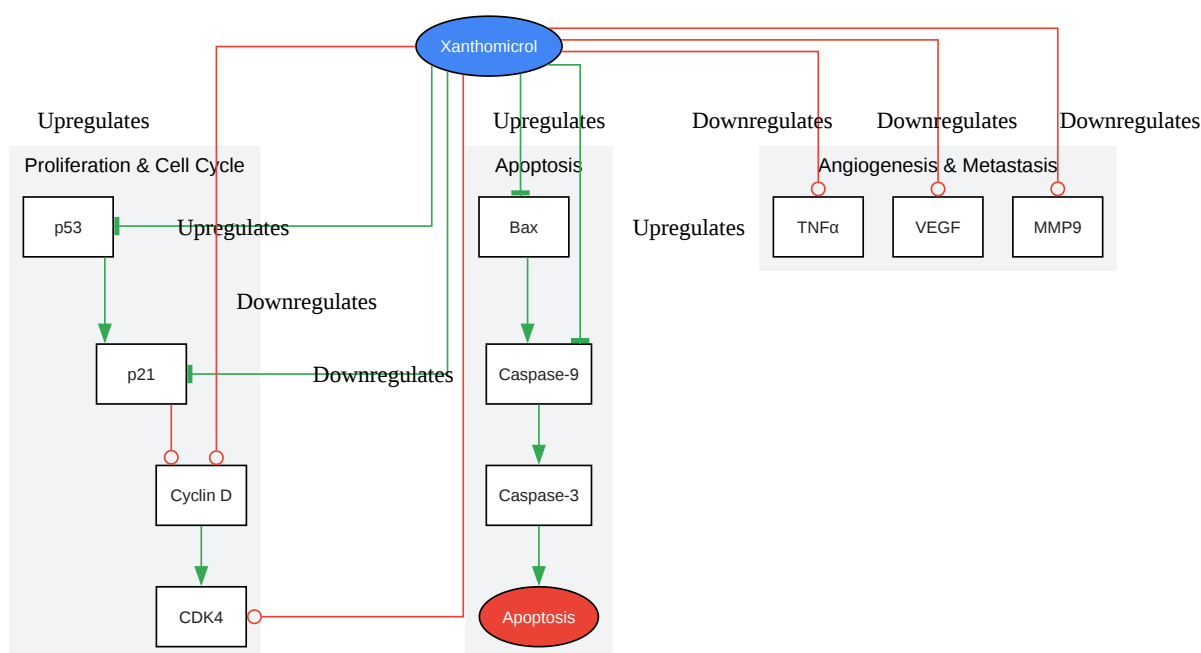 Xanthomicrol
Upregulates
Upregulates
Downregulates
Downregulates
Downregulates
Proliferation & Cell Cycle
Apoptosis
Angiogenesis & Metastasis
p53
Upregulates
Bax
Upregulates
TNFα
VEGF
MMP9
Downregulates
p21
Downregulates
Caspase-9
Cyclin D
Caspase-3
CDK4
Apoptosis